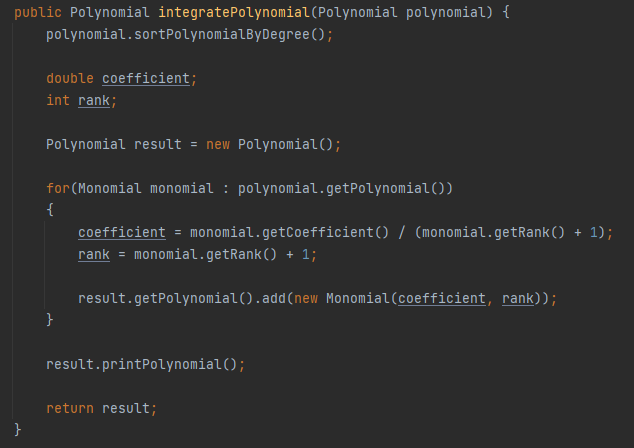 public Polynomial integratePolynomial(Polynomial polynomial) {
polynomial.sortPolynomialByDegree();
double coefficient;
int rank;
Polynomial result = new Polynomial();
for(Monomial monomial : polynomial.getPolynomial())
{
coefficient = monomial.getCoefficient() / (monomial.getRank() + 1);
rank = monomial.getRank() + 1;
result.getPolynomial().add(new Monomial(coefficient, rank));
}
result.printPolynomial();
return result;
}